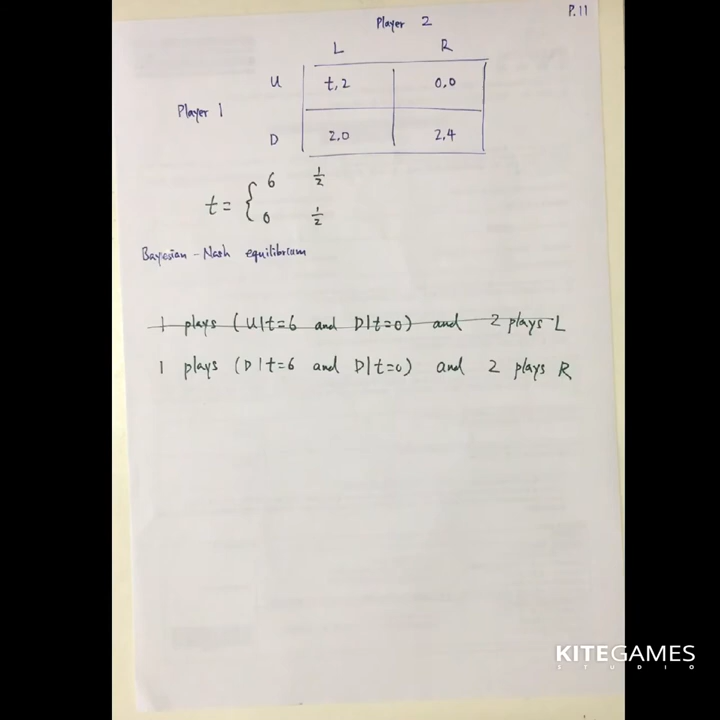 P.11
Player 2
L R
U t,2 0.0
Player 1
D 2.0 2.4
t = { 6 1/2
0 1/2
Bayesian - Nash equilibrium
1 plays (U|t=6 and D|t=0) and 2 plays L
1 plays (D|t=6 and D|t=0) and 2 plays R
KITEGAMES
STUDIO